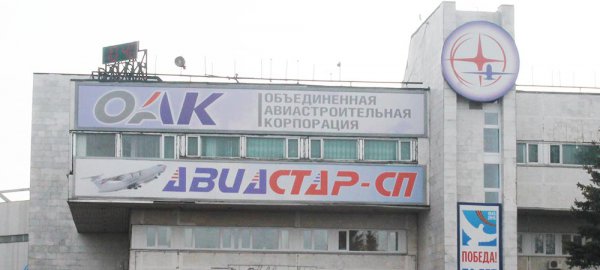 ОАК
ОБЪЕДИНЕННАЯ
АВИАСТРОИТЕЛЬНАЯ
КОРПОРАЦИЯ
АВИАСТАР-СП
ПОБЕДА!